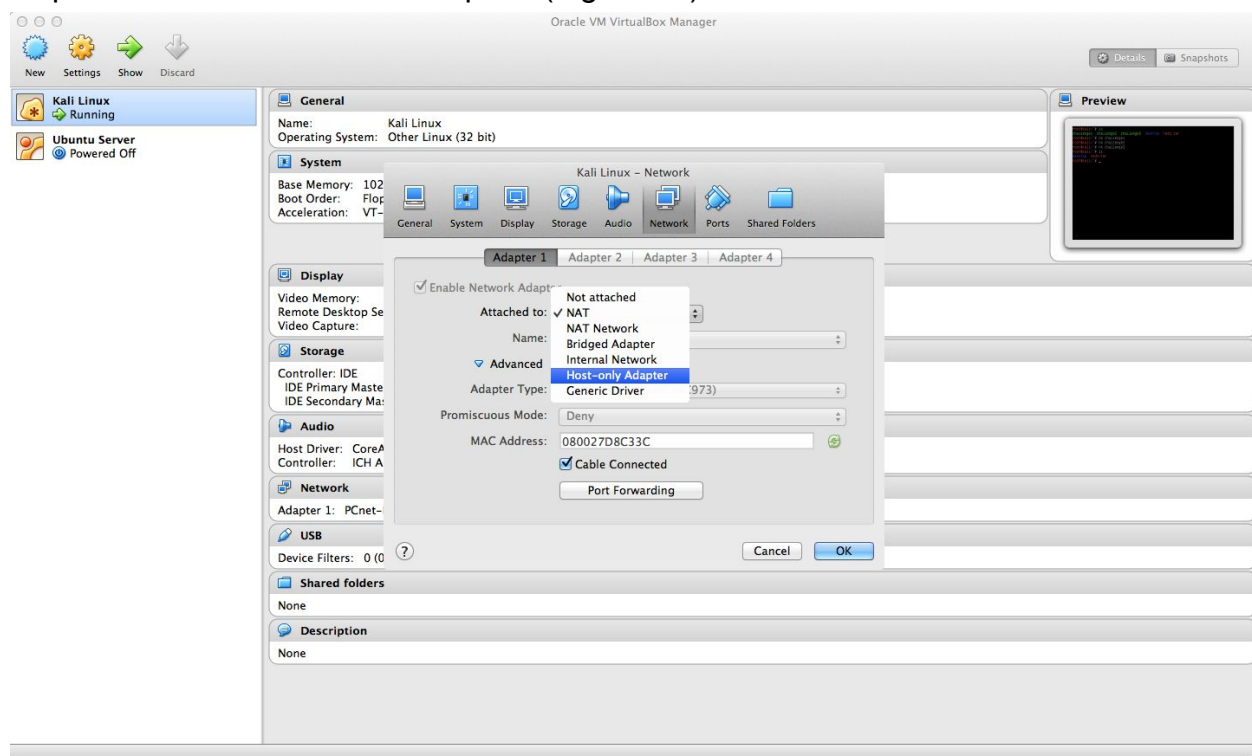 Oracle VM VirtualBox Manager
New Settings Show Discard
Details Snapshots
Kali Linux
Running
Ubuntu Server
Powered Off
General
Name: Kali Linux
Operating System: Other Linux (32 bit)
System
Base Memory: 102
Boot Order: Flop
Acceleration: VT-
Display
Video Memory:
Remote Desktop Se
Video Capture:
Storage
Controller: IDE
IDE Primary Maste
IDE Secondary Mas
Audio
Host Driver: CoreA
Controller: ICH A
Network
Adapter 1: PCnet-
USB
Device Filters: 0 (0
Shared folders
None
Description
None
Preview
Kali Linux – Network
General System Display Storage Audio Network Ports Shared Folders
Adapter 1 Adapter 2 Adapter 3 Adapter 4
Enable Network Adapte
Attached to:
Not attached
NAT
NAT Network
Bridged Adapter
Internal Network
Host-only Adapter
Generic Driver
Name:
Advanced
Adapter Type: C973)
Promiscuous Mode: Deny
MAC Address: 080027D8C33C
Cable Connected
Port Forwarding
? Cancel OK